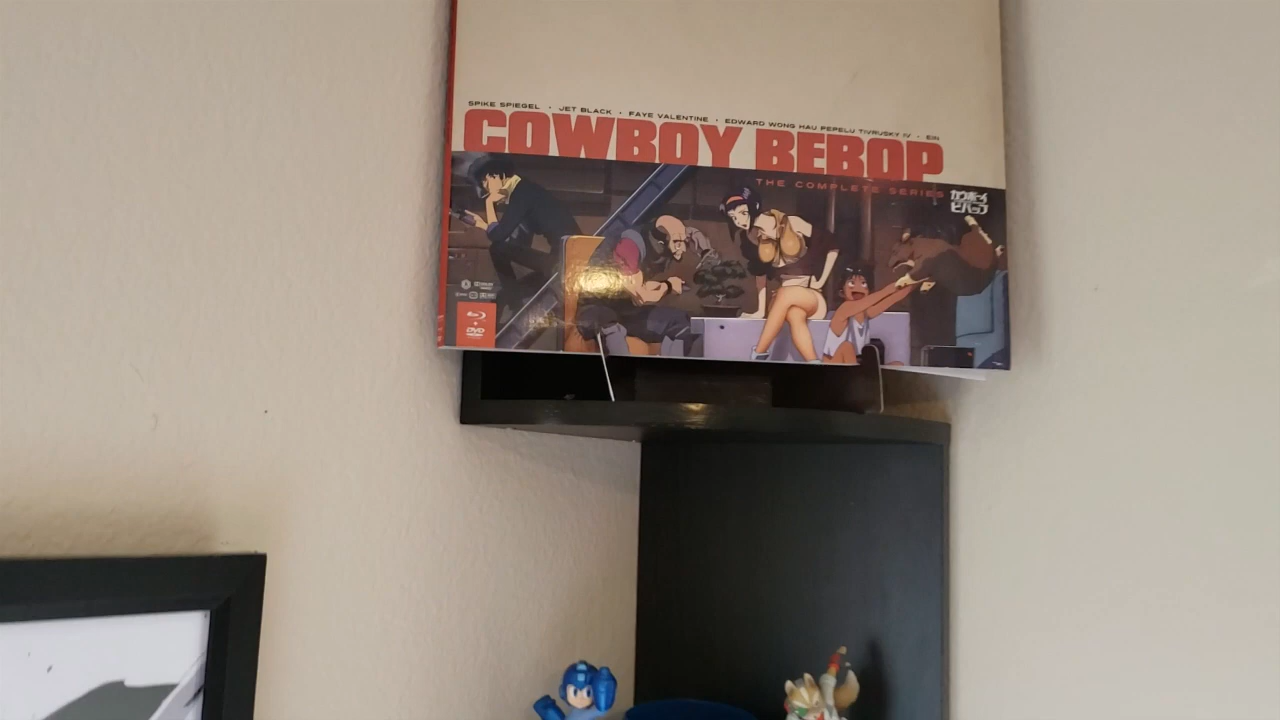 SPIKE SPIEGEL · JET BLACK · FAYE VALENTINE · EDWARD WONG HAU PEPELU TIVRUSKY IV · EIN
COWBOY BEBOP
THE COMPLETE SERIES
カウボーイ
ビバップ
DVD